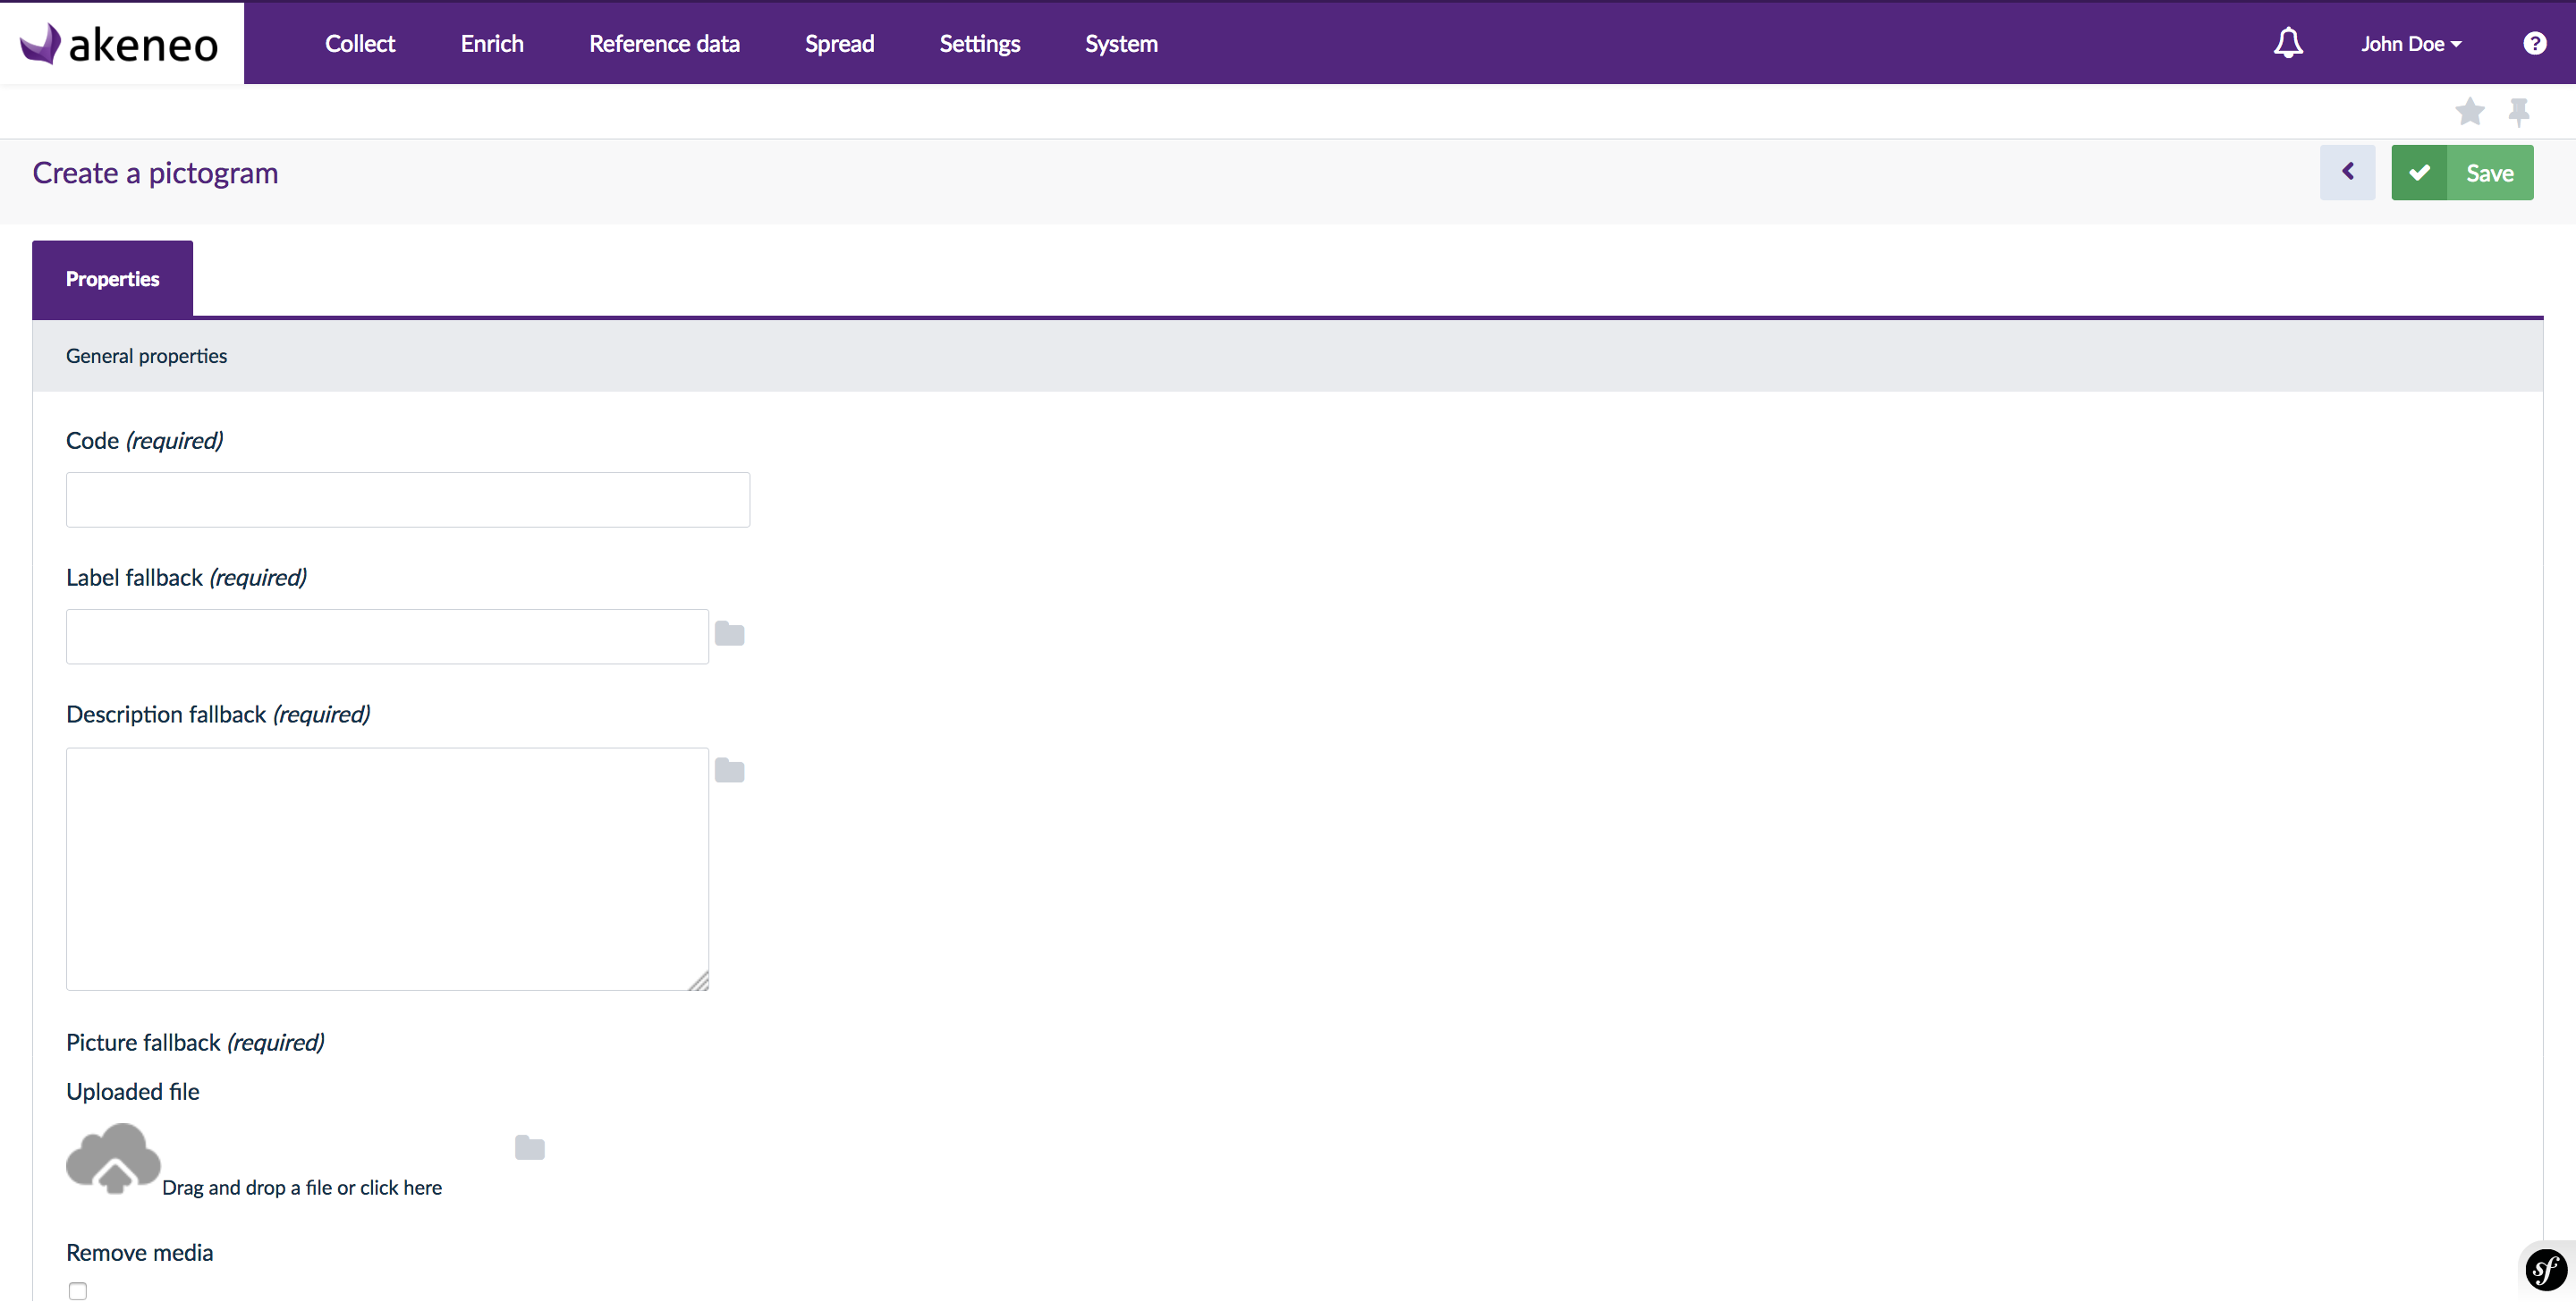 akeneo Collect Enrich Reference data Spread Settings System John Doe ?
Create a pictogram Save
Properties
General properties
Code (required)
Label fallback (required)
Description fallback (required)
Picture fallback (required)
Uploaded file
Drag and drop a file or click here
Remove media
sf